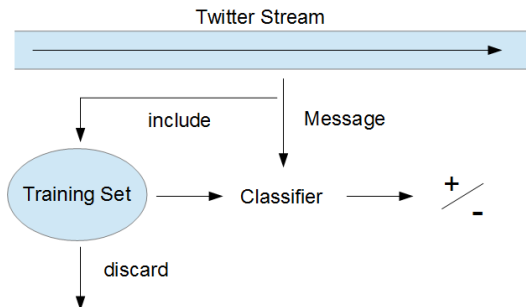 Twitter Stream
include
Message
Training Set
Classifier
+
-
discard